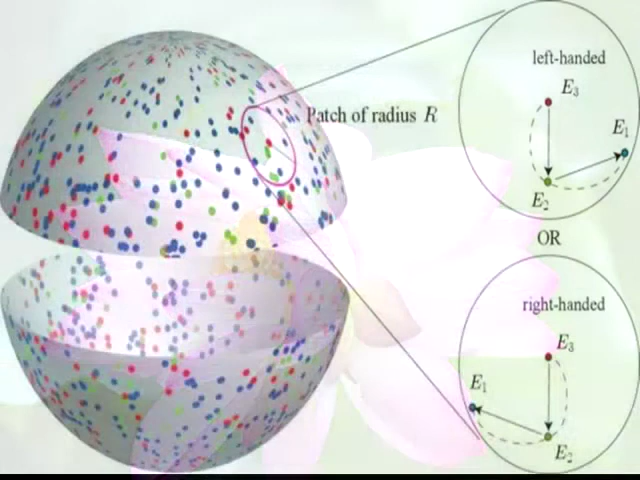 Patch of radius R
left-handed
E₃
E₁
E₂
OR
right-handed
E₃
E₁
E₂